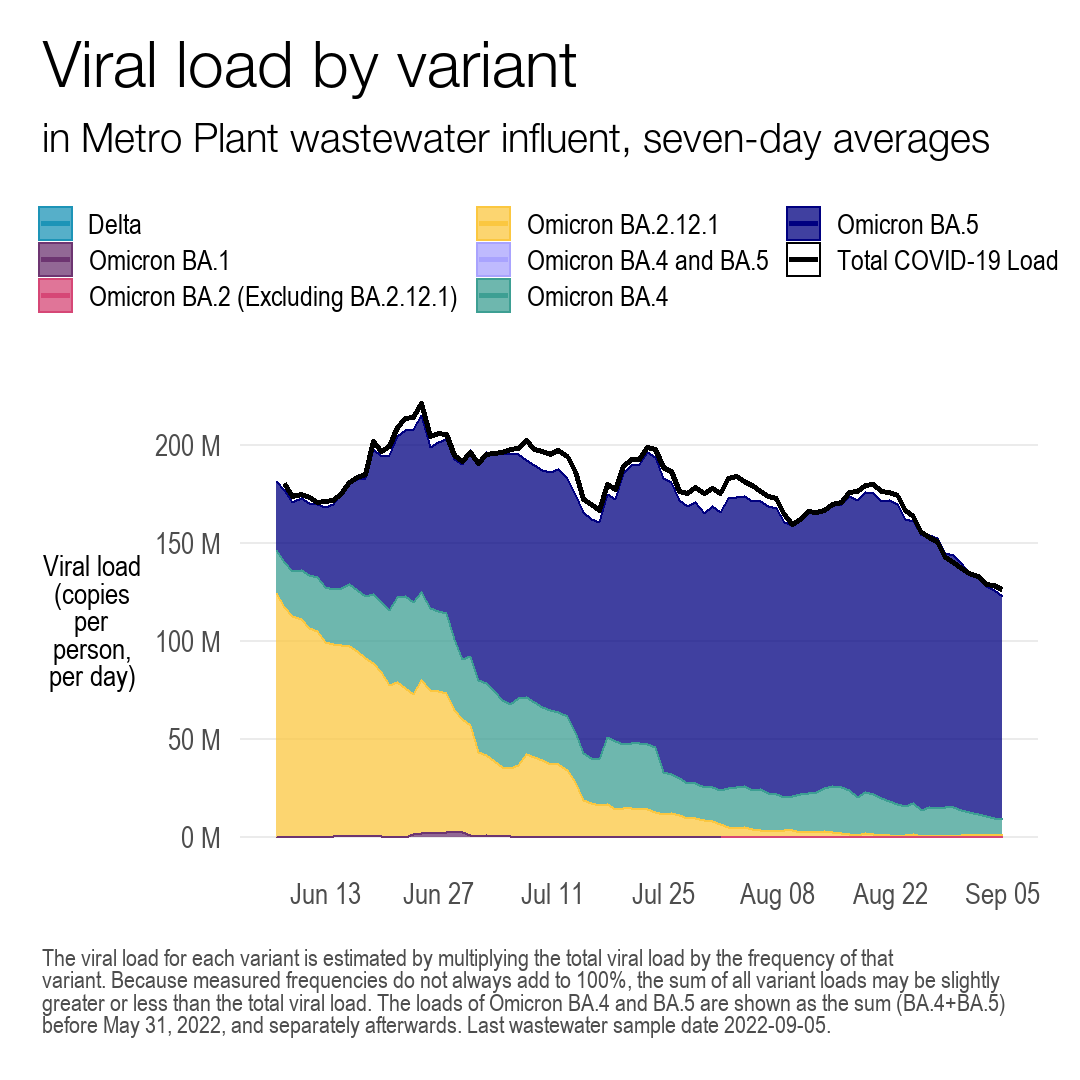 Viral load by variant
in Metro Plant wastewater influent, seven-day averages
Delta
Omicron BA.1
Omicron BA.2 (Excluding BA.2.12.1)
Omicron BA.2.12.1
Omicron BA.4 and BA.5
Omicron BA.4
Omicron BA.5
Total COVID-19 Load
200 M
150 M
100 M
50 M
0 M
Viral load
(copies
per
person,
per day)
Jun 13
Jun 27
Jul 11
Jul 25
Aug 08
Aug 22
Sep 05
The viral load for each variant is estimated by multiplying the total viral load by the frequency of that
variant. Because measured frequencies do not always add to 100%, the sum of all variant loads may be slightly
greater or less than the total viral load. The loads of Omicron BA.4 and BA.5 are shown as the sum (BA.4+BA.5)
before May 31, 2022, and separately afterwards. Last wastewater sample date 2022-09-05.